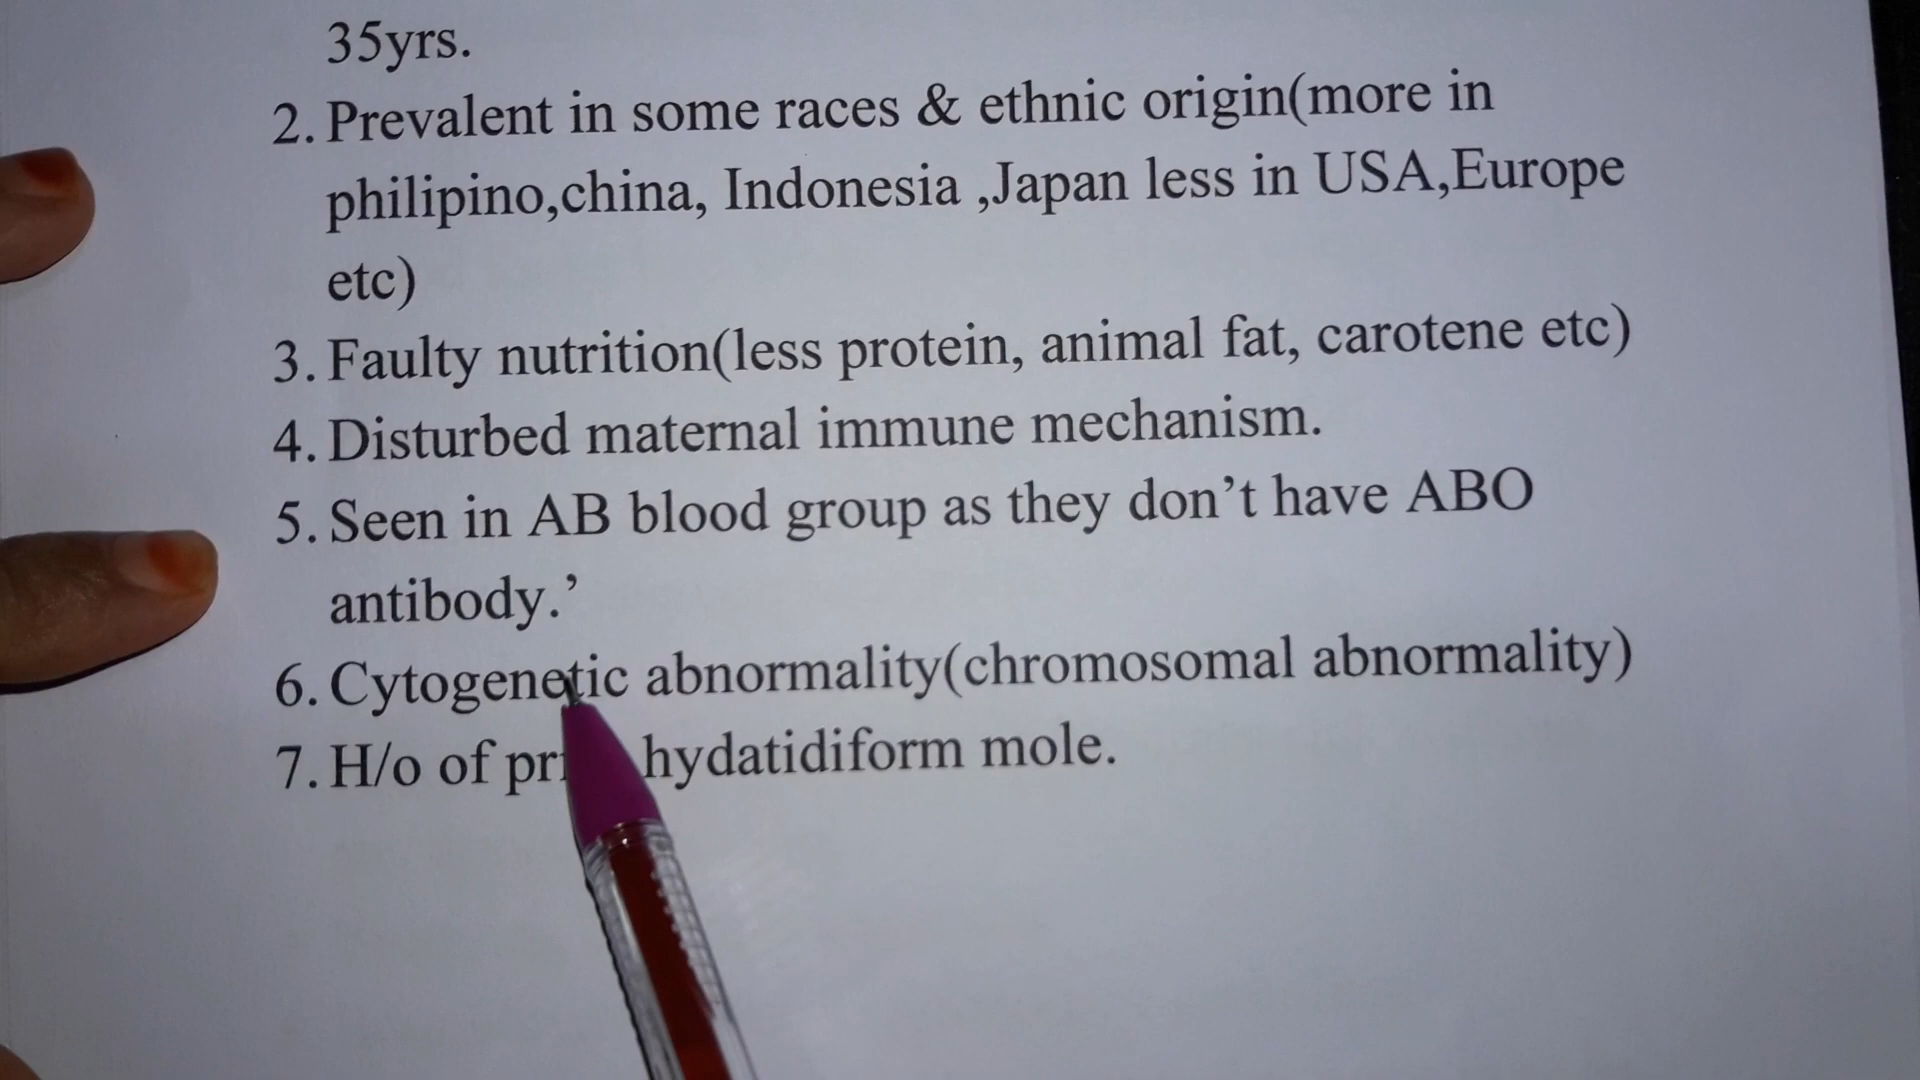 35yrs.
2. Prevalent in some races & ethnic origin(more in
philipino,china, Indonesia ,Japan less in USA,Europe
etc)
3. Faulty nutrition(less protein, animal fat, carotene etc)
4. Disturbed maternal immune mechanism.
5. Seen in AB blood group as they don’t have ABO
antibody.’
6. Cytogenetic abnormality(chromosomal abnormality)
7. H/o of hydatidiform mole.